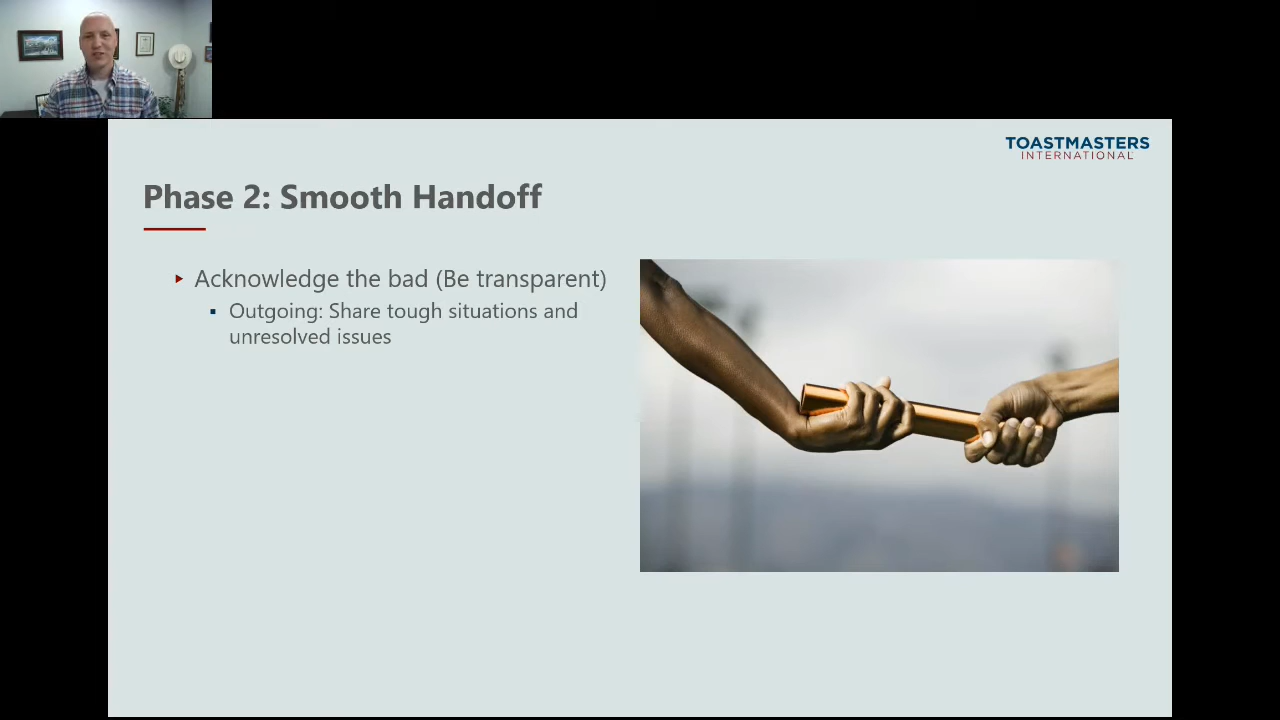 TOASTMASTERS
INTERNATIONAL
Phase 2: Smooth Handoff
Acknowledge the bad (Be transparent)
Outgoing: Share tough situations and
unresolved issues